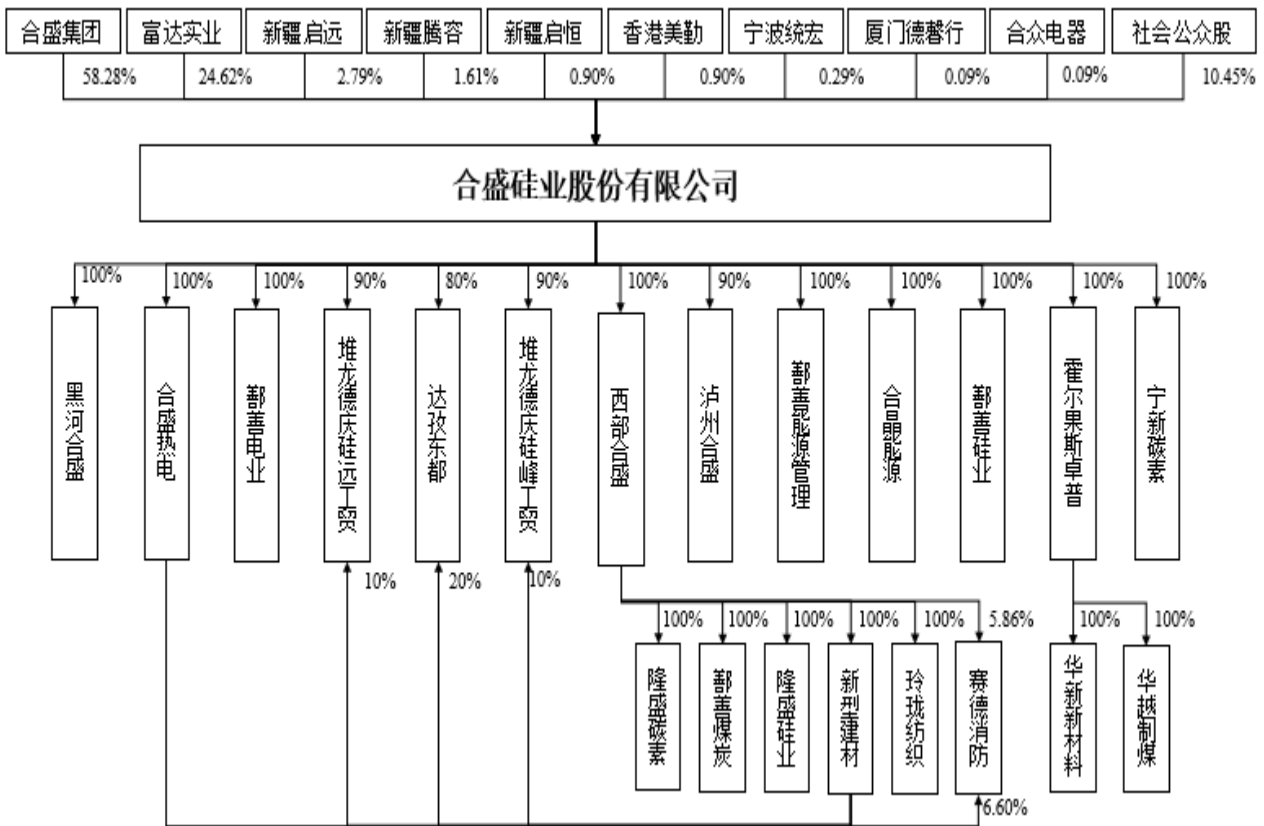 合盛集团
富达实业
新疆启远
新疆腾容
新疆启恒
香港美勤
宁波统宏
厦门德馨行
合众电器
社会公众股
58.28%
24.62%
2.79%
1.61%
0.90%
0.90%
0.29%
0.09%
0.09%
10.45%
合盛硅业股份有限公司
100%
100%
100%
90%
80%
90%
100%
90%
100%
100%
100%
100%
100%
黑河合盛
合盛热电
鄯善电业
堆龙德庆硅远工贸
达孜东都
堆龙德庆硅峰工贸
西部合盛
泸州合盛
鄯善能源管理
合晶能源
鄯善硅业
霍尔果斯卓普
宁新碳素
10%
20%
10%
100%
100%
100%
100%
100%
5.86%
100%
100%
隆盛碳素
鄯善煤炭
隆盛硅业
新型建材
玲珑纺织
赛德消防
华新新材料
华越制煤
6.60%